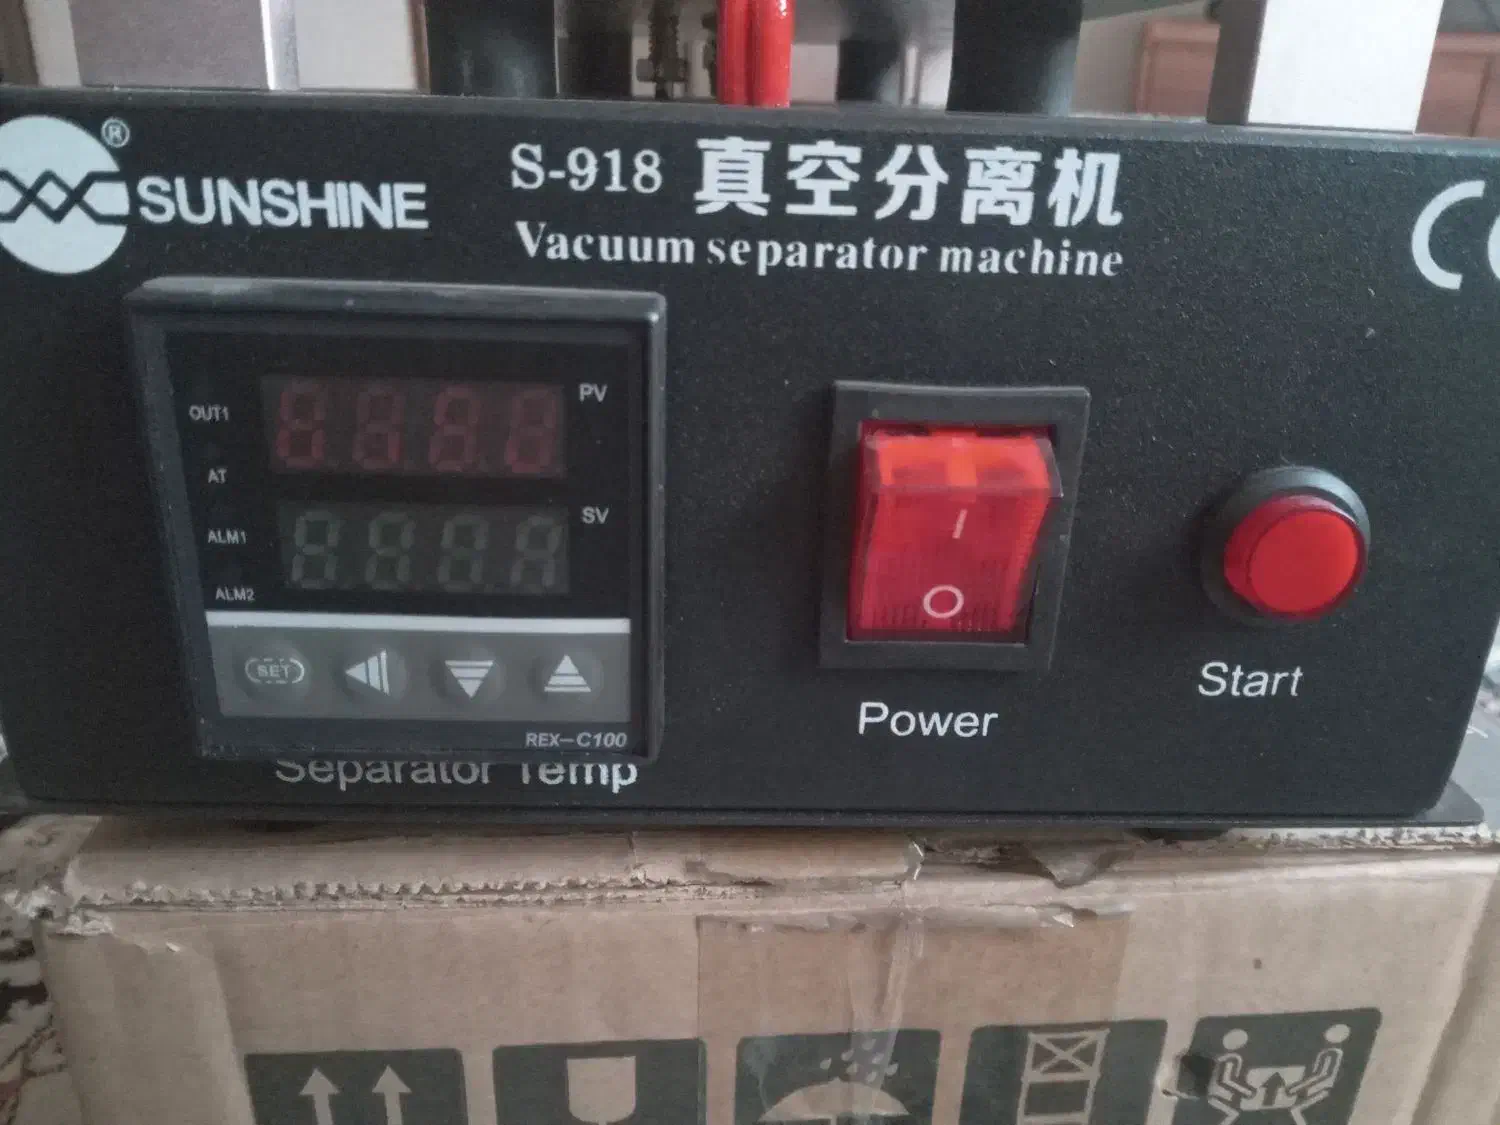 ® SUNSHINE
S-918 真空分离机
Vacuum separator machine
CE
PV
OUT1
AT
SV
ALM1
ALM2
SET
REX-C100
Separator Temp
I
O
Power
Start